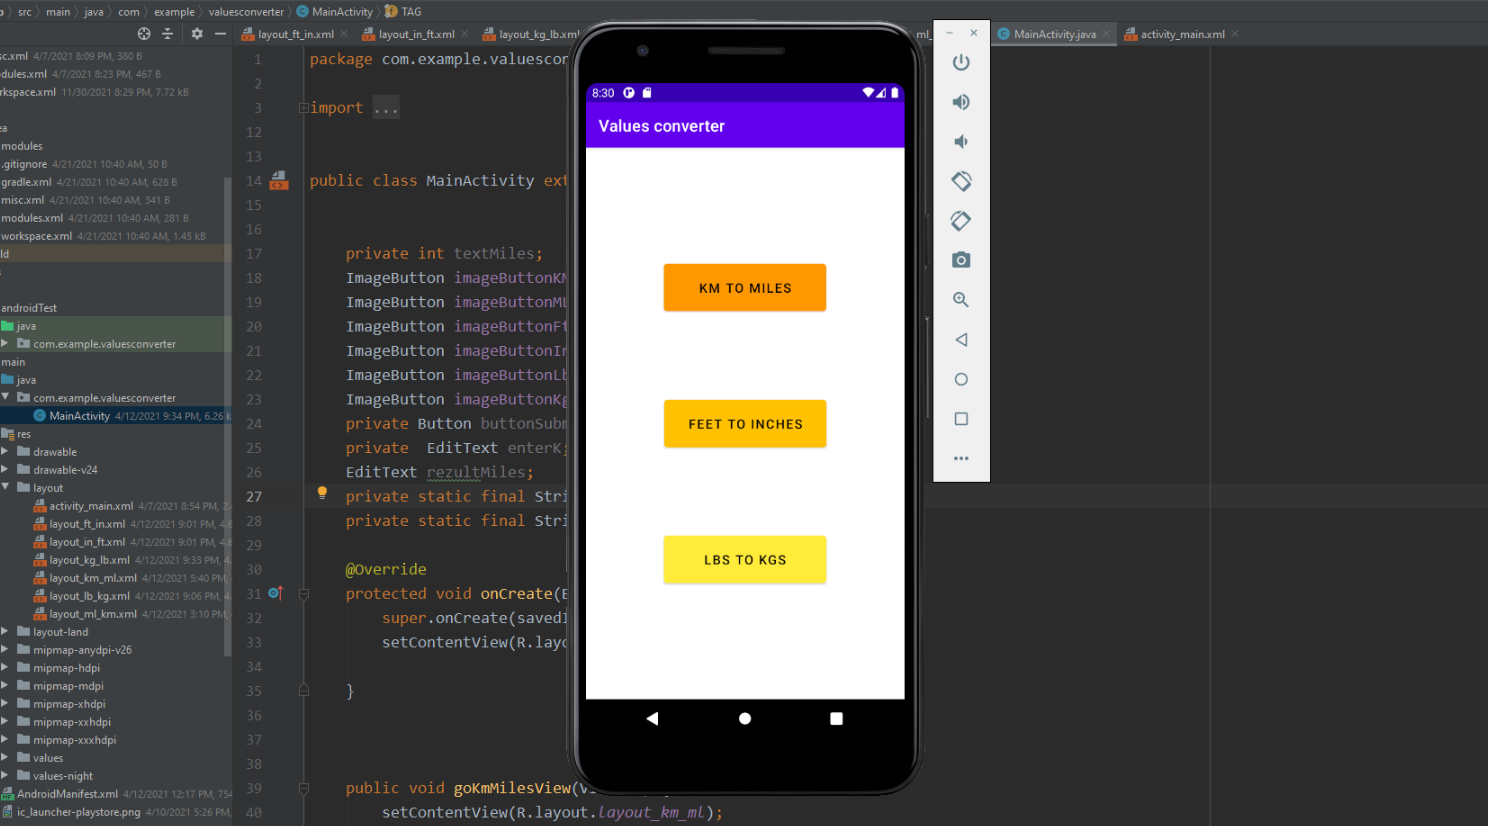 src main java com example valuesconverter MainActivity TAG
layout_ft_in.xml layout_in_ft.xml layout_kg_lb.xml MainActivity.java activity_main.xml
4/7/2021 8:09 PM, 380 B
4/7/2021 8:23 PM, 467 B
11/30/2021 8:29 PM, 7.72 kB
modules
.gitignore 4/21/2021 10:40 AM, 50 B
gradle.xml 4/21/2021 10:40 AM, 628 B
misc.xml 4/21/2021 10:40 AM, 341 B
modules.xml 4/21/2021 10:40 AM, 281 B
workspace.xml 4/21/2021 10:40 AM, 1.45 kB
androidTest
java
com.example.valuesconverter
main
java
com.example.valuesconverter
MainActivity 4/12/2021 9:34 PM, 6.26 k
res
drawable
drawable-v24
layout
activity_main.xml 4/7/2021 8:54 PM, 2.
layout_ft_in.xml 4/12/2021 9:01 PM, 4.
layout_in_ft.xml 4/12/2021 9:01 PM, 4.
layout_kg_lb.xml 4/12/2021 9:33 PM, 4.
layout_km_ml.xml 4/12/2021 5:40 PM,
layout_lb_kg.xml 4/12/2021 9:06 PM, 4.
layout_ml_km.xml 4/12/2021 3:10 PM,
layout-land
mipmap-anydpi-v26
mipmap-hdpi
mipmap-mdpi
mipmap-xhdpi
mipmap-xxhdpi
mipmap-xxxhdpi
values
values-night
AndroidManifest.xml 4/12/2021 12:17 PM, 754
ic_launcher-playstore.png 4/10/2021 5:26 PM,
1 package com.example.valuescon
2
3 import ...
12
13
14 public class MainActivity ext
15
16
17 private int textMiles;
18 ImageButton imageButtonKM
19 ImageButton imageButtonML
20 ImageButton imageButtonFt
21 ImageButton imageButtonIn
22 ImageButton imageButtonLb
23 ImageButton imageButtonKg
24 private Button buttonSubm
25 private EditText enterK;
26 EditText rezultMiles;
27 private static final Stri
28 private static final Stri
29
30 @Override
31 protected void onCreate(B
32 super.onCreate(savedI
33 setContentView(R.layo
34
35 }
36
37
38
39 public void goKmMilesView(Vi
40 setContentView(R.layout.layout_km_ml);
8:30
Values converter
KM TO MILES
FEET TO INCHES
LBS TO KGS